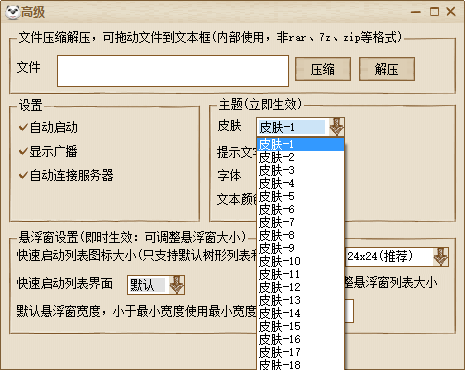 高级
文件压缩解压，可拖动文件到文本框(内部使用，非rar、7z、zip等格式)
文件
压缩
解压
设置
自动启动
显示广播
自动连接服务器
主题(立即生效)
皮肤
皮肤-1
提示文
字体
文本颜
皮肤-1
皮肤-2
皮肤-3
皮肤-4
皮肤-5
皮肤-6
皮肤-7
皮肤-8
皮肤-9
皮肤-10
皮肤-11
皮肤-12
皮肤-13
皮肤-14
皮肤-15
皮肤-16
皮肤-17
皮肤-18
悬浮窗设置(即时生效：可调整悬浮窗大小)
快速启动列表图标大小(只支持默认树形列表
24x24(推荐)
快速启动列表界面
默认
整悬浮窗列表大小
默认悬浮窗宽度，小于最小宽度使用最小宽度